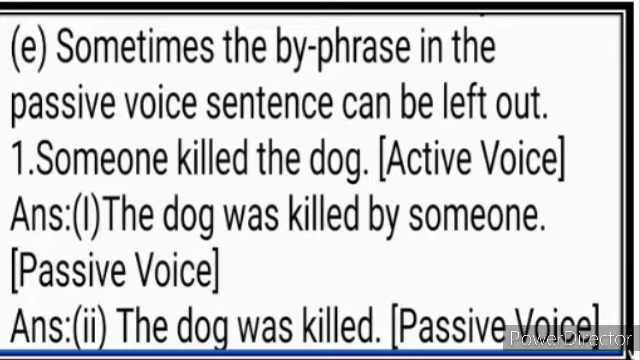 (e) Sometimes the by-phrase in the
passive voice sentence can be left out.
1.Someone killed the dog. [Active Voice]
Ans:(I)The dog was killed by someone.
[Passive Voice]
Ans:(ii) The dog was killed. [Passive Voice]
PowerDirector